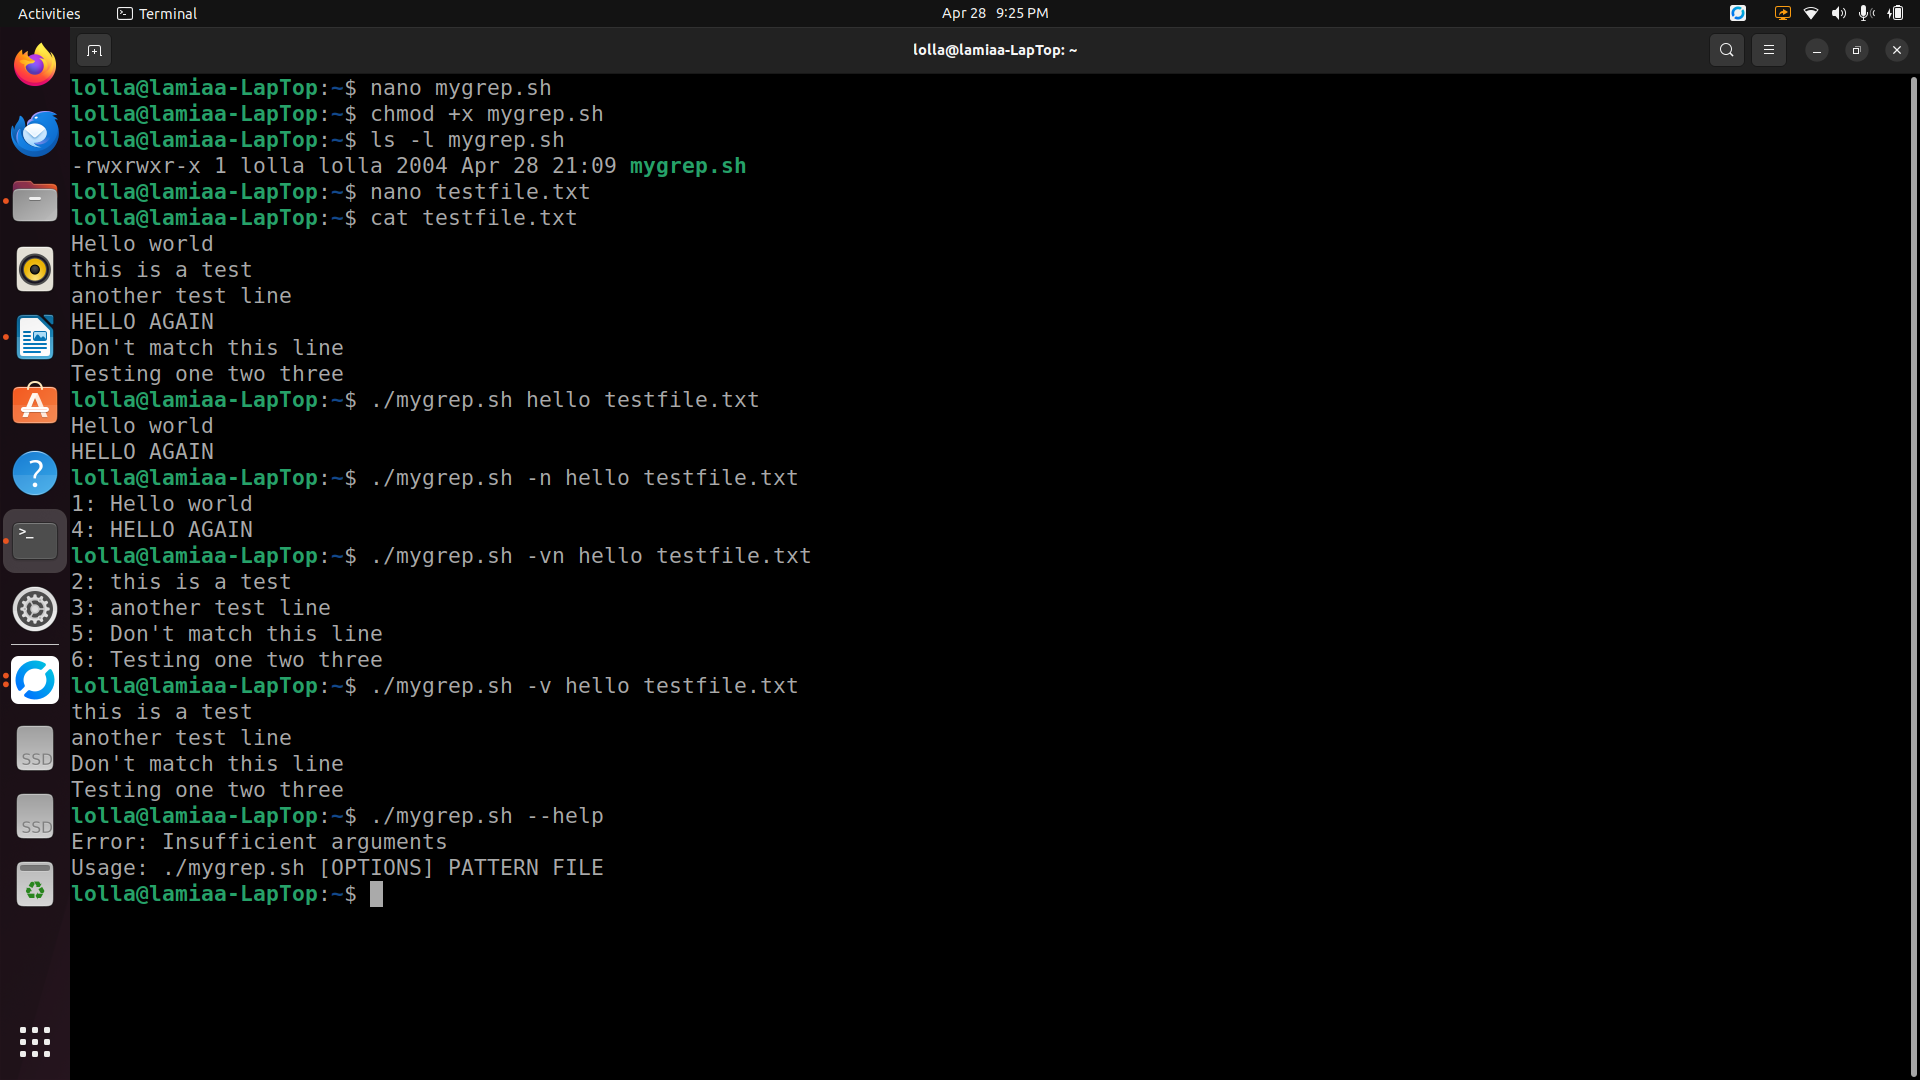 Activities Terminal Apr 28 9:25 PM
lolla@lamiaa-LapTop: ~
lolla@lamiaa-LapTop:~$ nano mygrep.sh
lolla@lamiaa-LapTop:~$ chmod +x mygrep.sh
lolla@lamiaa-LapTop:~$ ls -l mygrep.sh
-rwxrwxr-x 1 lolla lolla 2004 Apr 28 21:09 mygrep.sh
lolla@lamiaa-LapTop:~$ nano testfile.txt
lolla@lamiaa-LapTop:~$ cat testfile.txt
Hello world
this is a test
another test line
HELLO AGAIN
Don't match this line
Testing one two three
lolla@lamiaa-LapTop:~$ ./mygrep.sh hello testfile.txt
Hello world
HELLO AGAIN
lolla@lamiaa-LapTop:~$ ./mygrep.sh -n hello testfile.txt
1: Hello world
4: HELLO AGAIN
lolla@lamiaa-LapTop:~$ ./mygrep.sh -vn hello testfile.txt
2: this is a test
3: another test line
5: Don't match this line
6: Testing one two three
lolla@lamiaa-LapTop:~$ ./mygrep.sh -v hello testfile.txt
this is a test
another test line
Don't match this line
Testing one two three
lolla@lamiaa-LapTop:~$ ./mygrep.sh --help
Error: Insufficient arguments
Usage: ./mygrep.sh [OPTIONS] PATTERN FILE
lolla@lamiaa-LapTop:~$
SSD
SSD